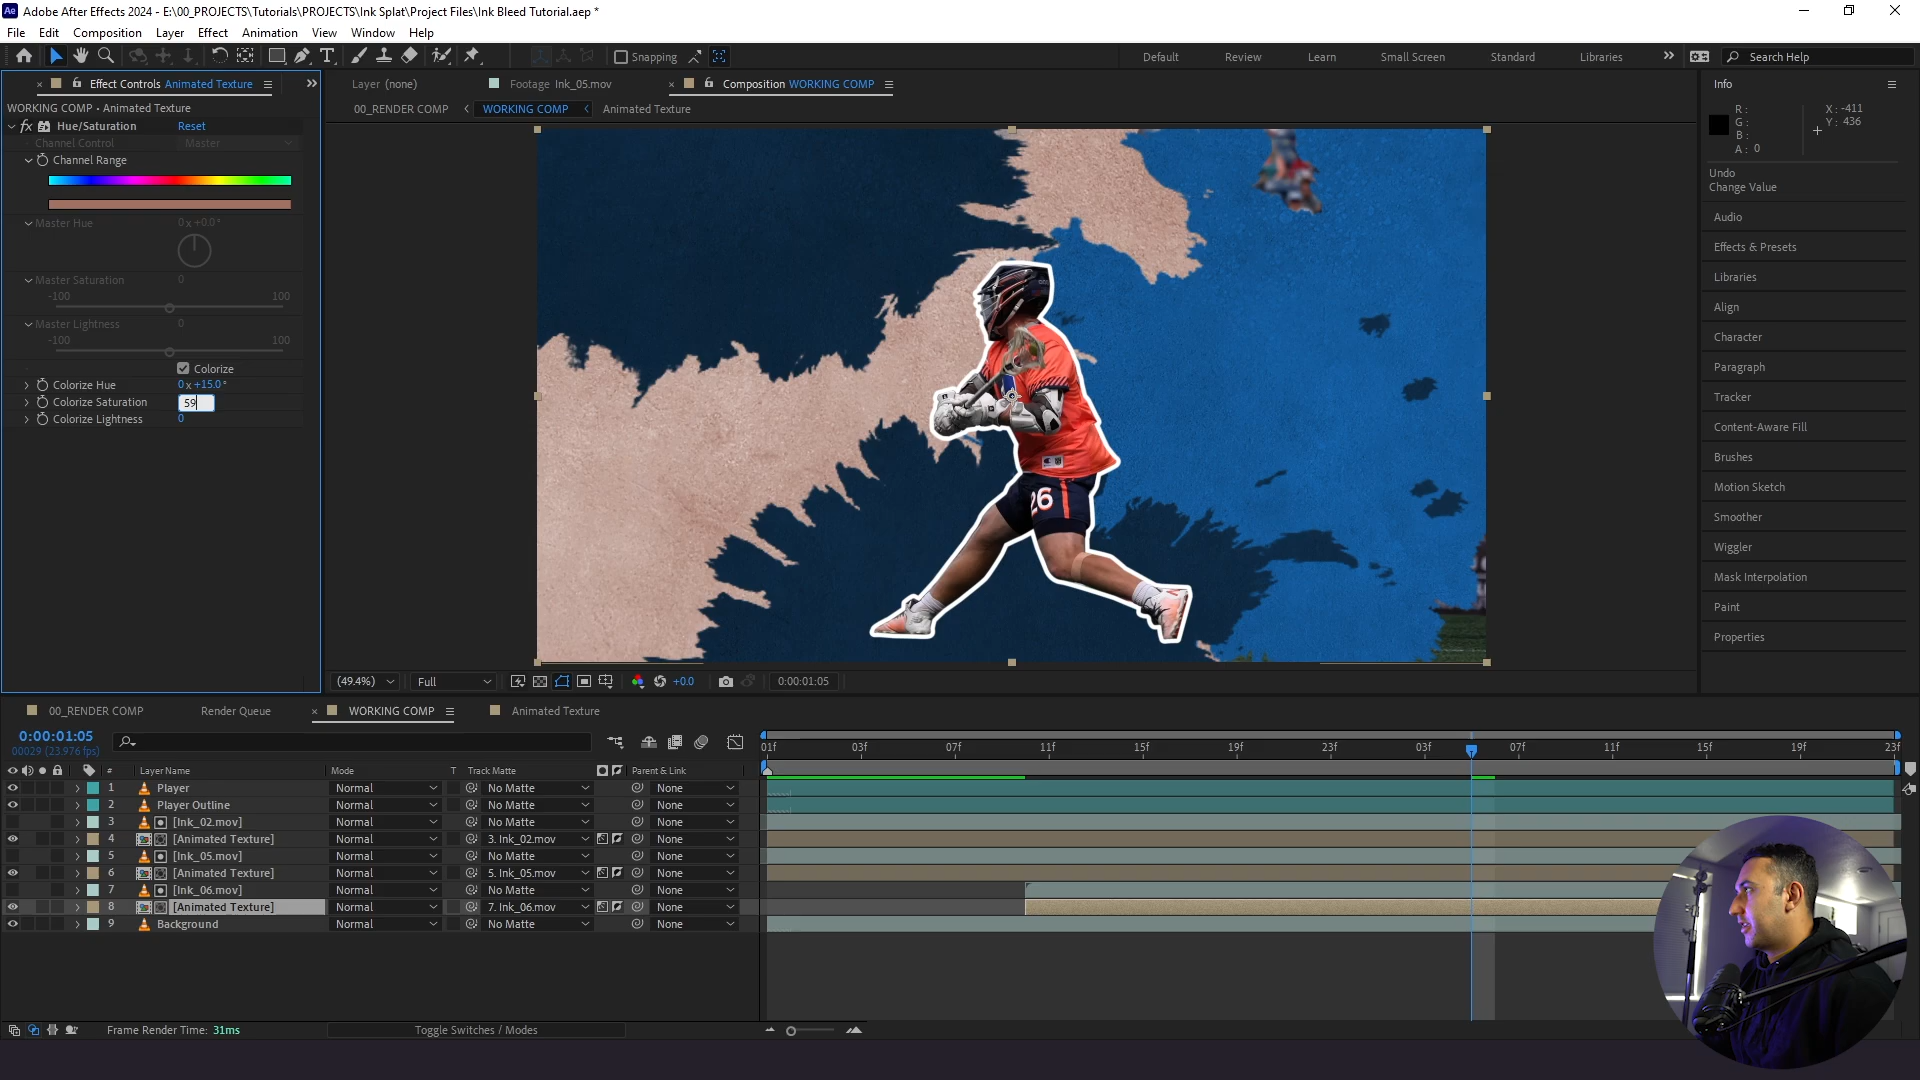 Adobe After Effects 2024 - E:\00_PROJECTS\Tutorials\PROJECTS\Ink Splat\Project Files\Ink Bleed Tutorial.aep *
File Edit Composition Layer Effect Animation View Window Help
Snapping Default Review Learn Small Screen Standard Libraries Search Help
Effect Controls Animated Texture
WORKING COMP • Animated Texture
fx Hue/Saturation Reset
Channel Control Master
Channel Range
Master Hue 0x+0.0°
Master Saturation 0
-100 100
Master Lightness 0
-100 100
Colorize
Colorize Hue 0x+15.0°
Colorize Saturation 59
Colorize Lightness 0
Layer (none) Footage Ink_05.mov Composition WORKING COMP
00_RENDER COMP WORKING COMP Animated Texture
26
(49.4%) Full +0.0 0:00:01:05
Info
R: X: -411
G: Y: 436
B:
A: 0
Undo
Change Value
Audio
Effects & Presets
Libraries
Align
Character
Paragraph
Tracker
Content-Aware Fill
Brushes
Motion Sketch
Smoother
Wiggler
Mask Interpolation
Paint
Properties
00_RENDER COMP Render Queue WORKING COMP Animated Texture
0:00:01:05
00029 (23.976 fps)
01f 03f 07f 11f 15f 19f 23f 03f 07f 11f 15f 19f 23f
# Layer Name Mode T Track Matte Parent & Link
1 Player Normal No Matte None
2 Player Outline Normal No Matte None
3 [Ink_02.mov] Normal No Matte None
4 [Animated Texture] Normal 3. Ink_02.mov None
5 [Ink_05.mov] Normal No Matte None
6 [Animated Texture] Normal 5. Ink_05.mov None
7 [Ink_06.mov] Normal No Matte None
8 [Animated Texture] Normal 7. Ink_06.mov None
9 Background Normal No Matte None
Frame Render Time: 31ms Toggle Switches / Modes